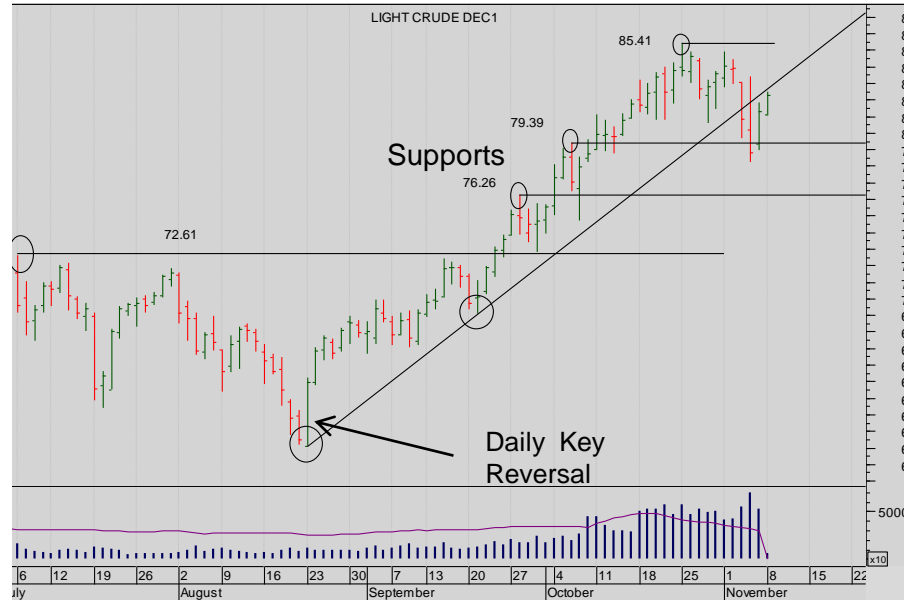 LIGHT CRUDE DEC1
85.41
79.39
Supports
76.26
72.61
Daily Key
Reversal
5000
x10
6 12 19 26 2 9 16 23 30 7 13 20 27 4 11 18 25 1 8 15 22
uly August September October November